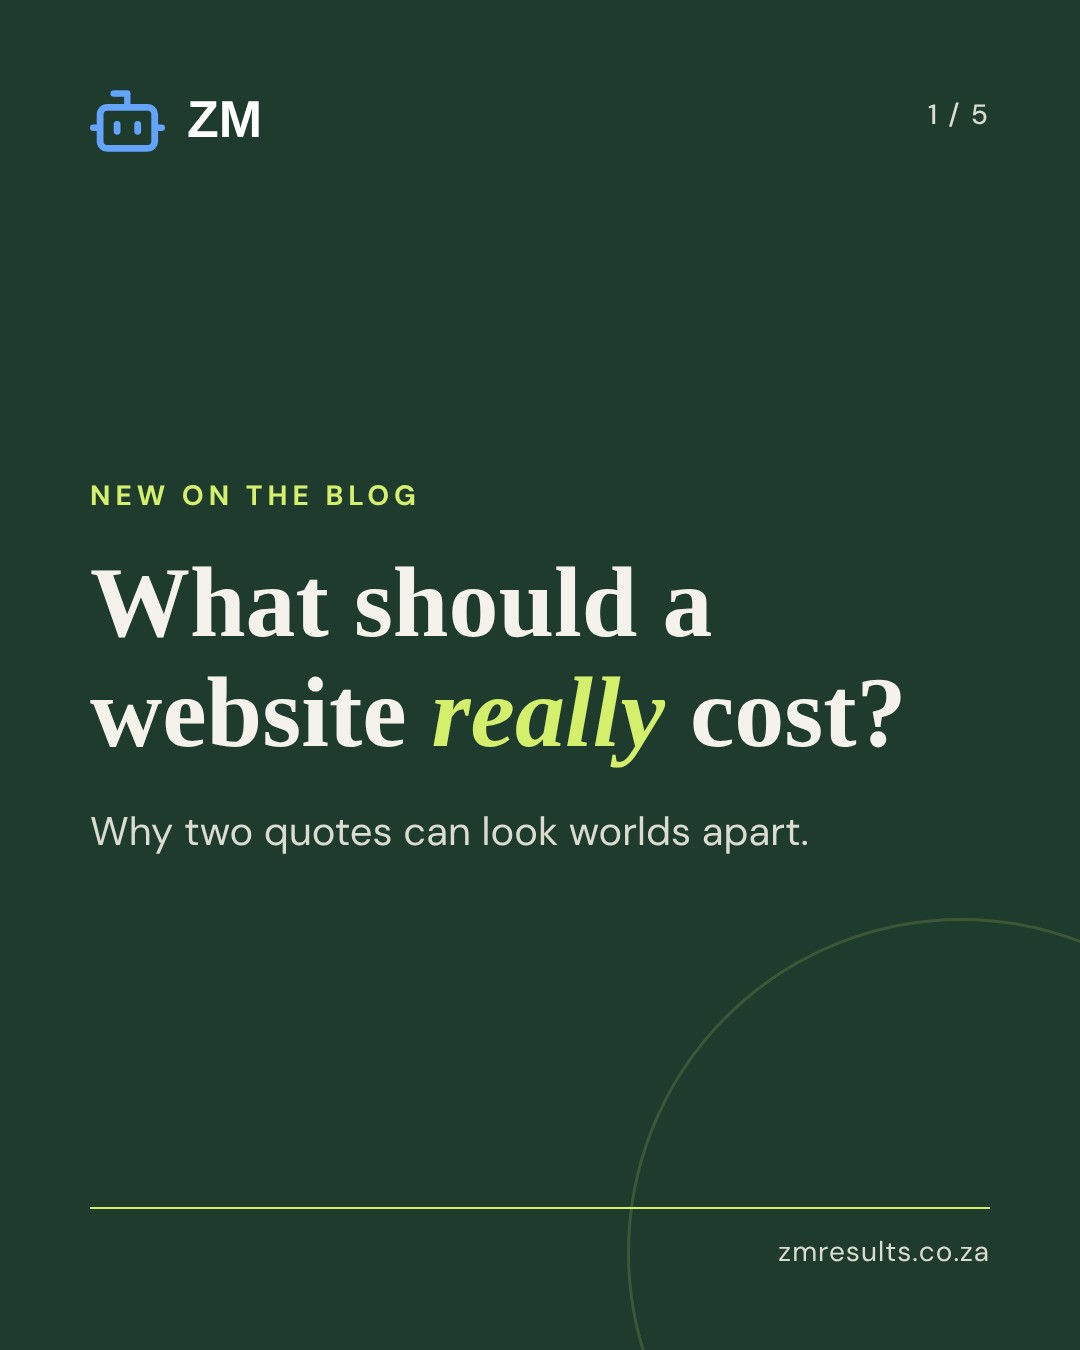 ZM
1 / 5
NEW ON THE BLOG
What should a
website really cost?
Why two quotes can look worlds apart.
zmresults.co.za